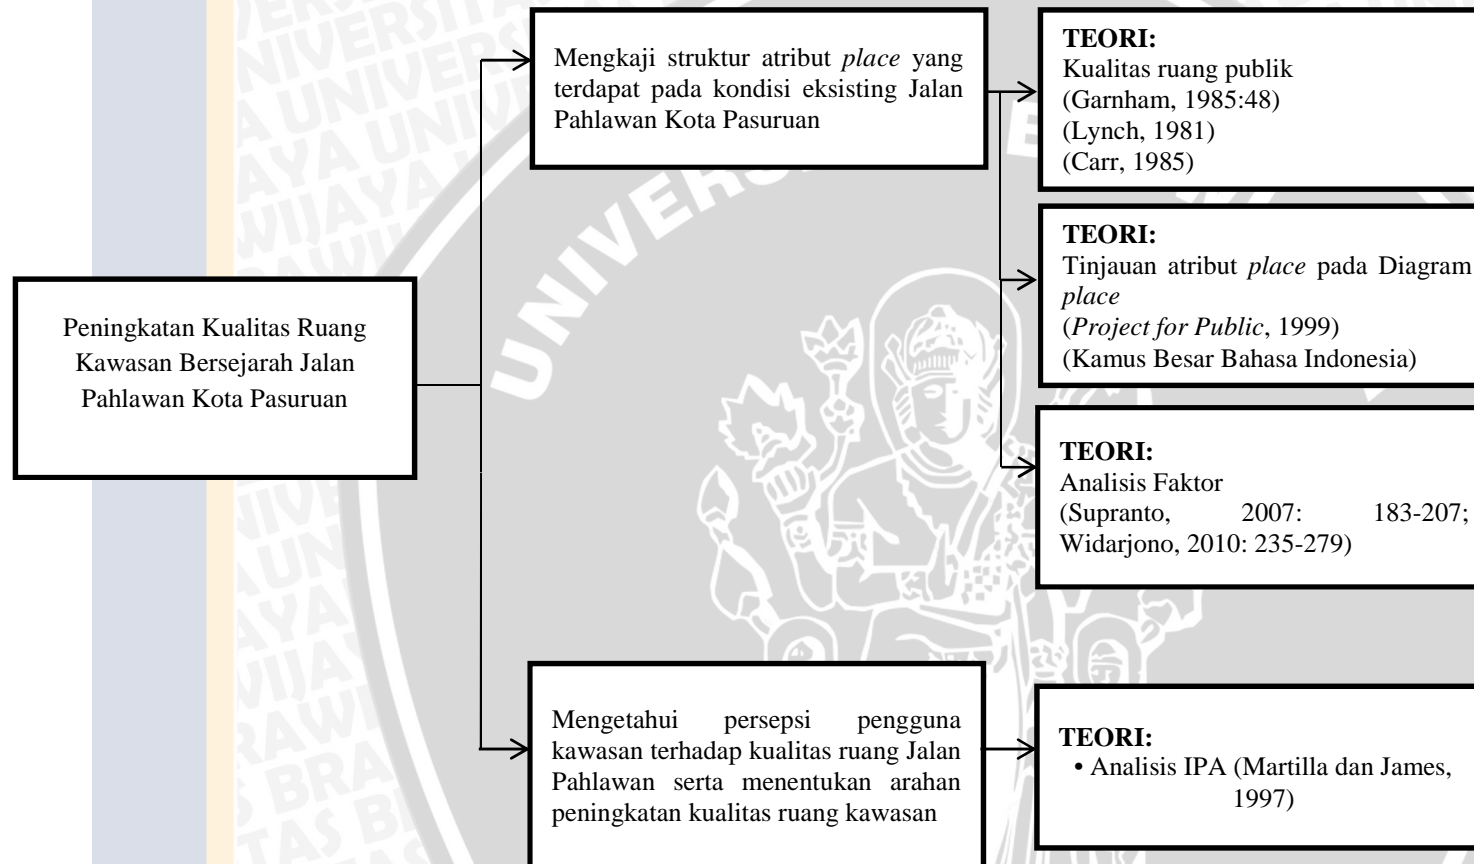 Peningkatan Kualitas Ruang
Kawasan Bersejarah Jalan
Pahlawan Kota Pasuruan
Mengkaji struktur atribut place yang
terdapat pada kondisi eksisting Jalan
Pahlawan Kota Pasuruan
TEORI:
Kualitas ruang publik
(Garnham, 1985:48)
(Lynch, 1981)
(Carr, 1985)
TEORI:
Tinjauan atribut place pada Diagram
place
(Project for Public, 1999)
(Kamus Besar Bahasa Indonesia)
TEORI:
Analisis Faktor
(Supranto, 2007: 183-207;
Widarjono, 2010: 235-279)
Mengetahui persepsi pengguna
kawasan terhadap kualitas ruang Jalan
Pahlawan serta menentukan arahan
peningkatan kualitas ruang kawasan
TEORI:
• Analisis IPA (Martilla dan James,
1997)